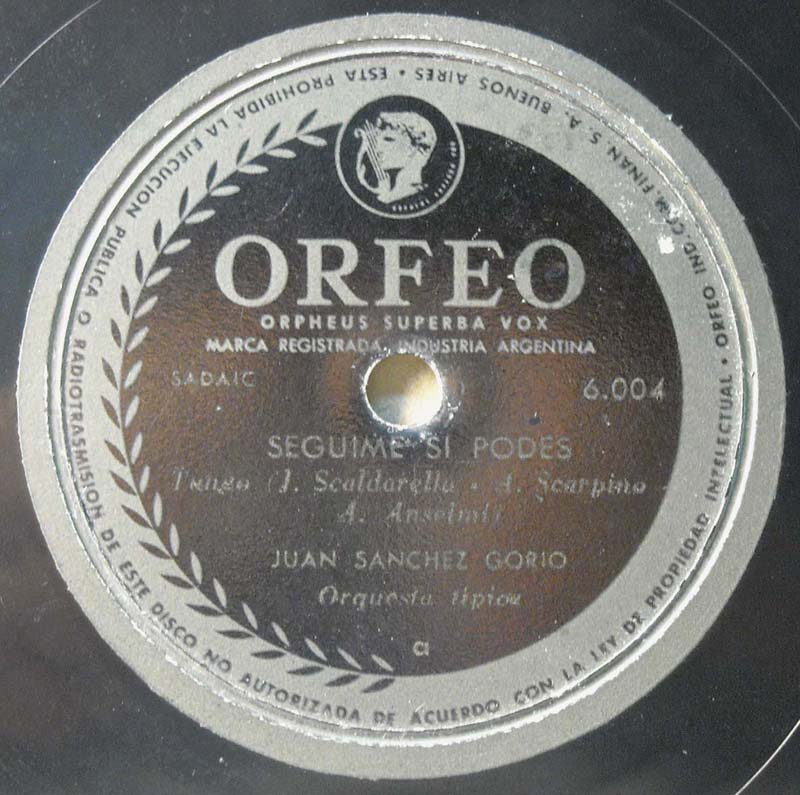 ORFEO
ORPHEUS SUPERBA VOX
MARCA REGISTRADA INDUSTRIA ARGENTINA
SADAIC
6.004
SEGUIME SI PODES
Tango (J. Scaldarella - A. Scarpino -
A. Anselmi)
JUAN SANCHEZ GORIO
Orquesta típica
a
ESTA PROHIBIDA LA EJECUCION PUBLICA O RADIOTRASMISION DE ESTE DISCO NO AUTORIZADA DE ACUERDO CON LA LEY DE PROPIEDAD INTELECTUAL • ORFEO IND. COM. FINAN S. A. BUENOS AIRES •